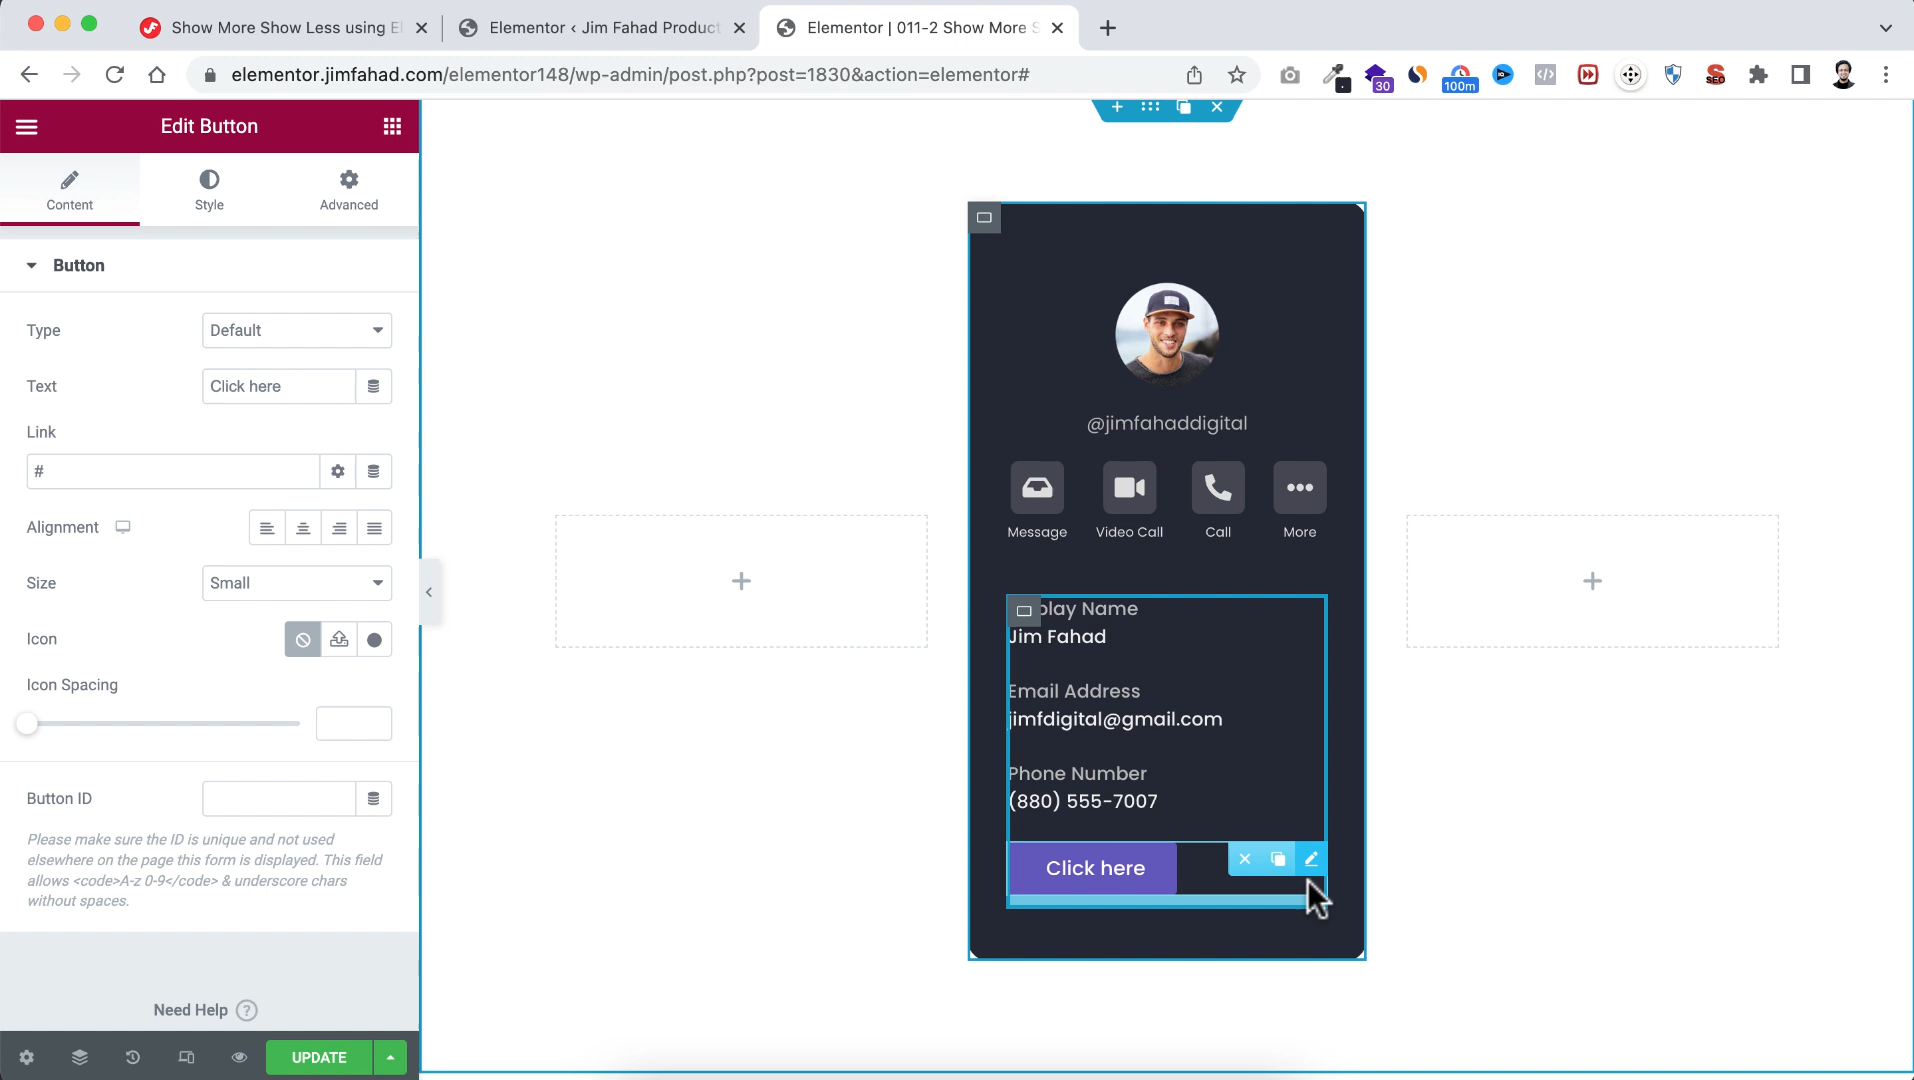 Show More Show Less using El
Elementor ‹ Jim Fahad Product
Elementor | 011-2 Show More S
elementor.jimfahad.com/elementor148/wp-admin/post.php?post=1830&action=elementor#
30
100m
SEO
Edit Button
Content
Style
Advanced
Button
Type
Default
Text
Click here
Link
#
Alignment
Size
Small
Icon
Icon Spacing
Button ID
Please make sure the ID is unique and not used
elsewhere on the page this form is displayed. This field
allows <code>A-z 0-9</code> & underscore chars
without spaces.
Need Help ?
UPDATE
@jimfahaddigital
Message
Video Call
Call
More
play Name
Jim Fahad
Email Address
jimfdigital@gmail.com
Phone Number
(880) 555-7007
Click here